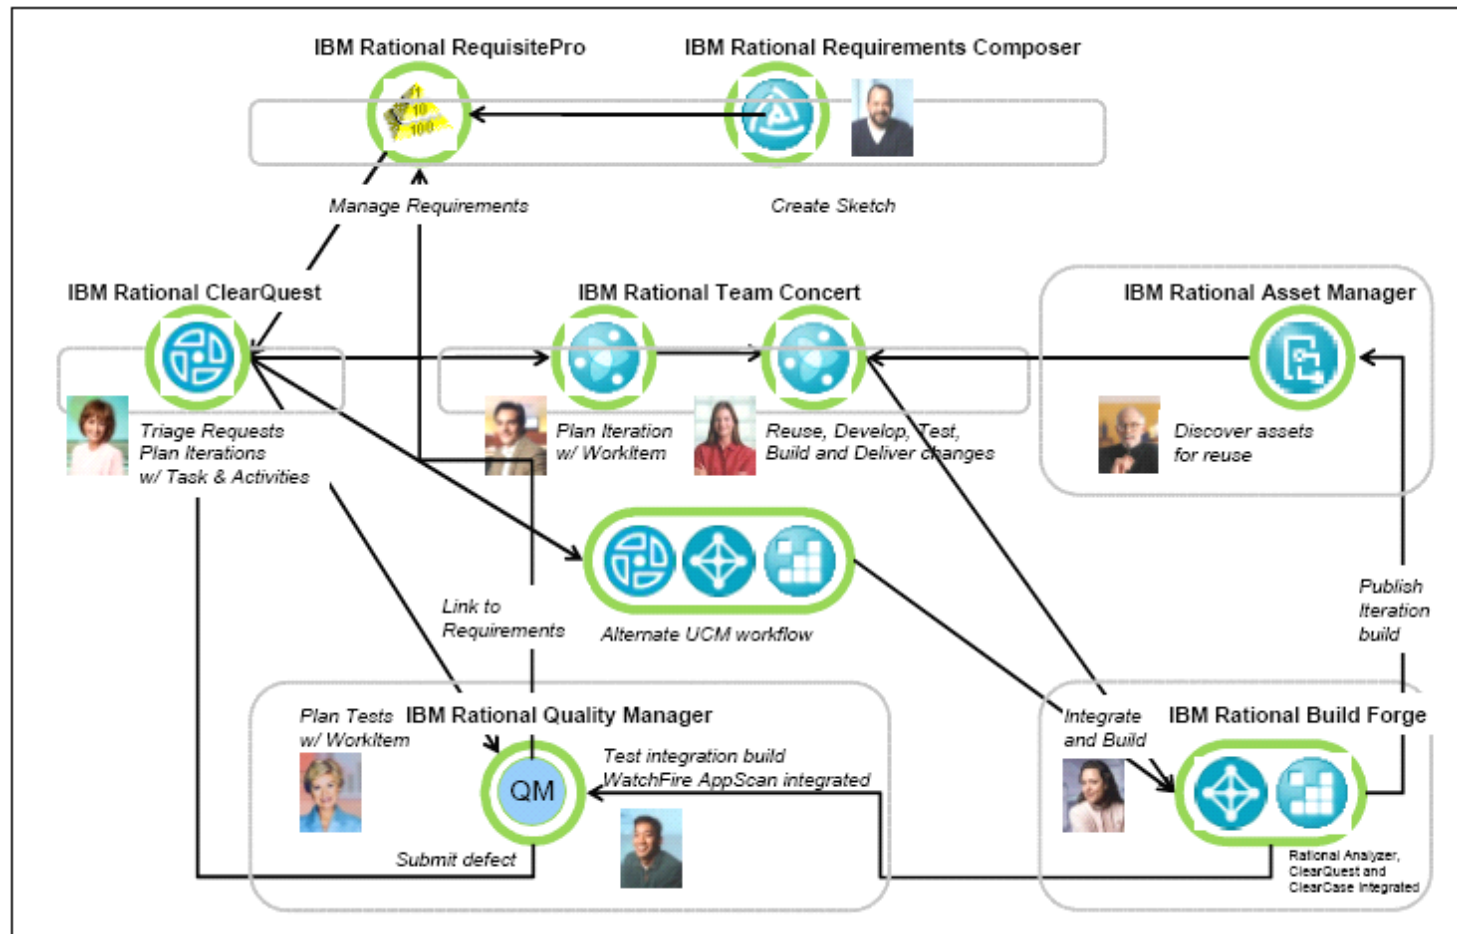 IBM Rational RequisitePro
IBM Rational Requirements Composer
1
10
100
Manage Requirements
Create Sketch
IBM Rational ClearQuest
IBM Rational Team Concert
IBM Rational Asset Manager
Triage Requests
Plan Iterations
w/ Task & Activities
Plan Iteration
w/ WorkItem
Reuse, Develop, Test,
Build and Deliver changes
Discover assets
for reuse
Link to
Requirements
Alternate UCM workflow
Publish
Iteration
build
Plan Tests
w/ WorkItem
IBM Rational Quality Manager
Test integration build
WatchFire AppScan integrated
QM
Submit defect
Integrate
and Build
IBM Rational Build Forge
Rational Analyzer,
ClearQuest and
ClearCase Integrated